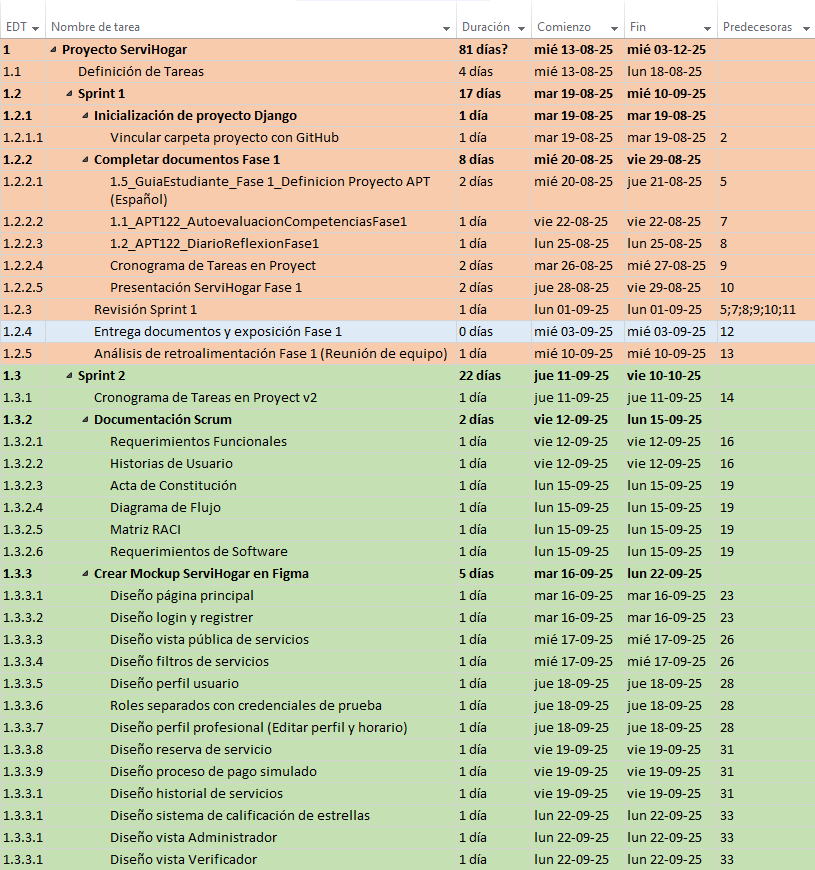 EDT Nombre de tarea Duración Comienzo Fin Predecesoras
1 Proyecto ServiHogar 81 días? mié 13-08-25 mié 03-12-25
1.1 Definición de Tareas 4 días mié 13-08-25 lun 18-08-25
1.2 Sprint 1 17 días mar 19-08-25 mié 10-09-25
1.2.1 Inicialización de proyecto Django 1 día mar 19-08-25 mar 19-08-25
1.2.1.1 Vincular carpeta proyecto con GitHub 1 día mar 19-08-25 mar 19-08-25 2
1.2.2 Completar documentos Fase 1 8 días mié 20-08-25 vie 29-08-25
1.2.2.1 1.5_GuiaEstudiante_Fase 1_Definicion Proyecto APT 2 días mié 20-08-25 jue 21-08-25 5
(Español)
1.2.2.2 1.1_APT122_AutoevaluacionCompetenciasFase1 1 día vie 22-08-25 vie 22-08-25 7
1.2.2.3 1.2_APT122_DiarioReflexionFase1 1 día lun 25-08-25 lun 25-08-25 8
1.2.2.4 Cronograma de Tareas en Proyect 2 días mar 26-08-25 mié 27-08-25 9
1.2.2.5 Presentación ServiHogar Fase 1 2 días jue 28-08-25 vie 29-08-25 10
1.2.3 Revisión Sprint 1 1 día lun 01-09-25 lun 01-09-25 5;7;8;9;10;11
1.2.4 Entrega documentos y exposición Fase 1 0 días mié 03-09-25 mié 03-09-25 12
1.2.5 Análisis de retroalimentación Fase 1 (Reunión de equipo) 1 día mié 10-09-25 mié 10-09-25 13
1.3 Sprint 2 22 días jue 11-09-25 vie 10-10-25
1.3.1 Cronograma de Tareas en Proyect v2 1 día jue 11-09-25 jue 11-09-25 14
1.3.2 Documentación Scrum 2 días vie 12-09-25 lun 15-09-25
1.3.2.1 Requerimientos Funcionales 1 día vie 12-09-25 vie 12-09-25 16
1.3.2.2 Historias de Usuario 1 día vie 12-09-25 vie 12-09-25 16
1.3.2.3 Acta de Constitución 1 día lun 15-09-25 lun 15-09-25 19
1.3.2.4 Diagrama de Flujo 1 día lun 15-09-25 lun 15-09-25 19
1.3.2.5 Matriz RACI 1 día lun 15-09-25 lun 15-09-25 19
1.3.2.6 Requerimientos de Software 1 día lun 15-09-25 lun 15-09-25 19
1.3.3 Crear Mockup ServiHogar en Figma 5 días mar 16-09-25 lun 22-09-25
1.3.3.1 Diseño página principal 1 día mar 16-09-25 mar 16-09-25 23
1.3.3.2 Diseño login y registrer 1 día mar 16-09-25 mar 16-09-25 23
1.3.3.3 Diseño vista pública de servicios 1 día mié 17-09-25 mié 17-09-25 26
1.3.3.4 Diseño filtros de servicios 1 día mié 17-09-25 mié 17-09-25 26
1.3.3.5 Diseño perfil usuario 1 día jue 18-09-25 jue 18-09-25 28
1.3.3.6 Roles separados con credenciales de prueba 1 día jue 18-09-25 jue 18-09-25 28
1.3.3.7 Diseño perfil profesional (Editar perfil y horario) 1 día jue 18-09-25 jue 18-09-25 28
1.3.3.8 Diseño reserva de servicio 1 día vie 19-09-25 vie 19-09-25 31
1.3.3.9 Diseño proceso de pago simulado 1 día vie 19-09-25 vie 19-09-25 31
1.3.3.1 Diseño historial de servicios 1 día vie 19-09-25 vie 19-09-25 31
1.3.3.1 Diseño sistema de calificación de estrellas 1 día lun 22-09-25 lun 22-09-25 33
1.3.3.1 Diseño vista Administrador 1 día lun 22-09-25 lun 22-09-25 33
1.3.3.1 Diseño vista Verificador 1 día lun 22-09-25 lun 22-09-25 33